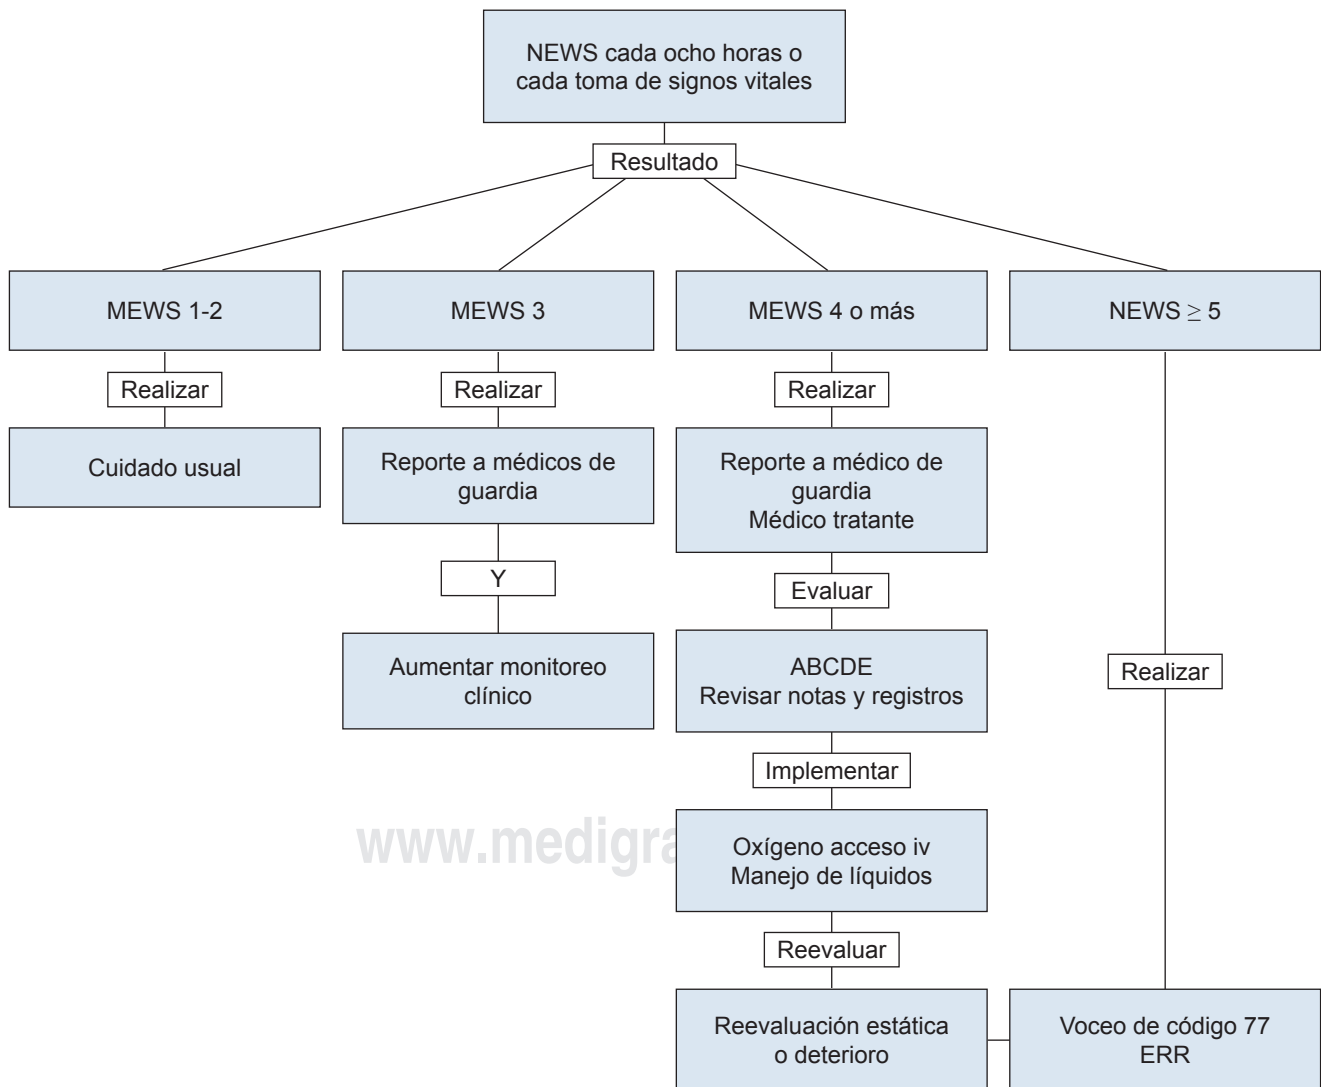 NEWS cada ocho horas o
cada toma de signos vitales
Resultado
MEWS 1-2
Realizar
Cuidado usual
MEWS 3
Realizar
Reporte a médicos de
guardia
Y
Aumentar monitoreo
clínico
MEWS 4 o más
Realizar
Reporte a médico de
guardia
Médico tratante
Evaluar
ABCDE
Revisar notas y registros
Implementar
Oxígeno acceso iv
Manejo de líquidos
Reevaluar
Reevaluación estática
o deterioro
NEWS ≥ 5
Realizar
Voceo de código 77
ERR
www.medigra